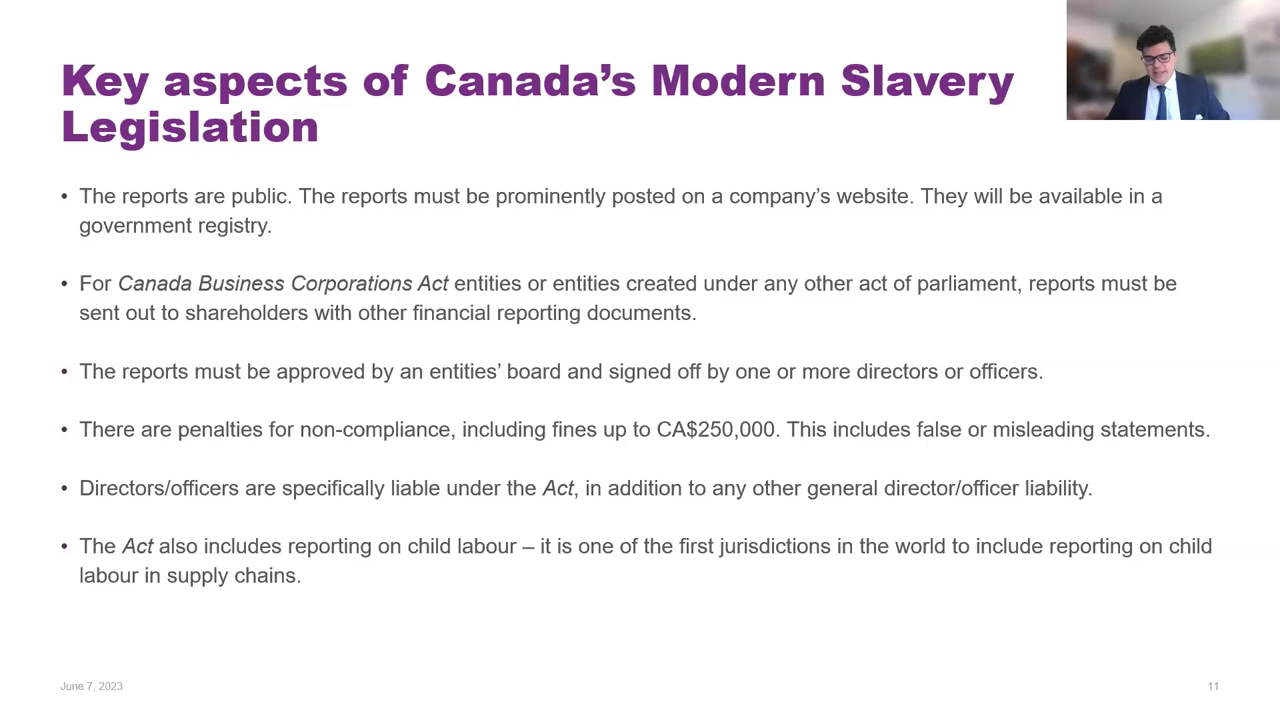 Key aspects of Canada’s Modern Slavery
Legislation
• The reports are public. The reports must be prominently posted on a company’s website. They will be available in a
government registry.
• For Canada Business Corporations Act entities or entities created under any other act of parliament, reports must be
sent out to shareholders with other financial reporting documents.
• The reports must be approved by an entities’ board and signed off by one or more directors or officers.
• There are penalties for non-compliance, including fines up to CA$250,000. This includes false or misleading statements.
• Directors/officers are specifically liable under the Act, in addition to any other general director/officer liability.
• The Act also includes reporting on child labour – it is one of the first jurisdictions in the world to include reporting on child
labour in supply chains.
June 7, 2023
11